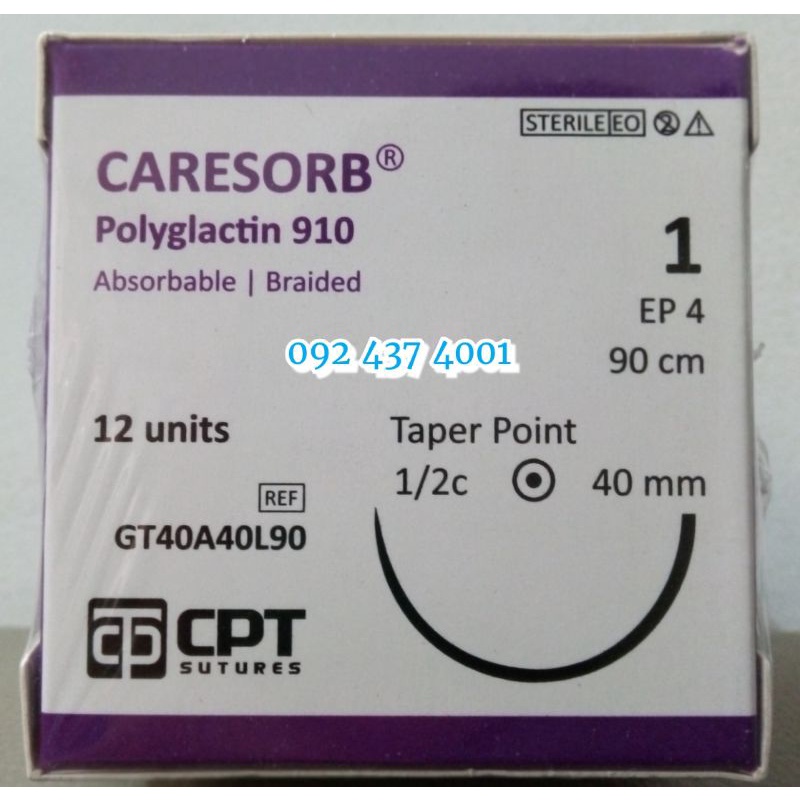 STERILE EO
CARESORB®
Polyglactin 910
Absorbable | Braided
1
EP 4
90 cm
092 437 4001
12 units
Taper Point
1/2c 40 mm
REF
GT40A40L90
CPT
SUTURES